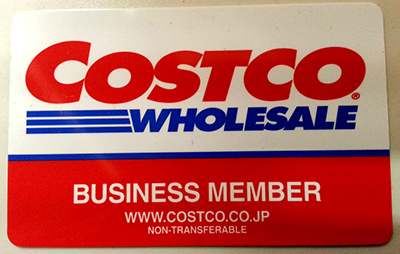 COSTCO®
WHOLESALE
BUSINESS MEMBER
WWW.COSTCO.CO.JP
NON-TRANSFERABLE